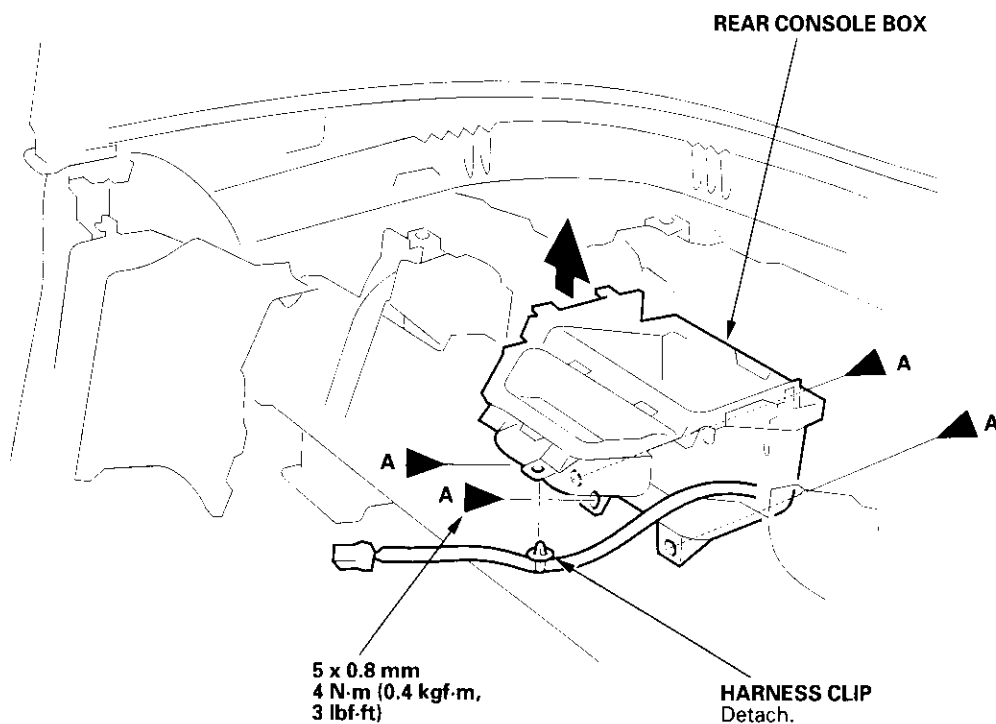 REAR CONSOLE BOX
A
A
A
A
5 x 0.8 mm
4 N·m (0.4 kgf·m,
3 lbf·ft)
HARNESS CLIP
Detach.